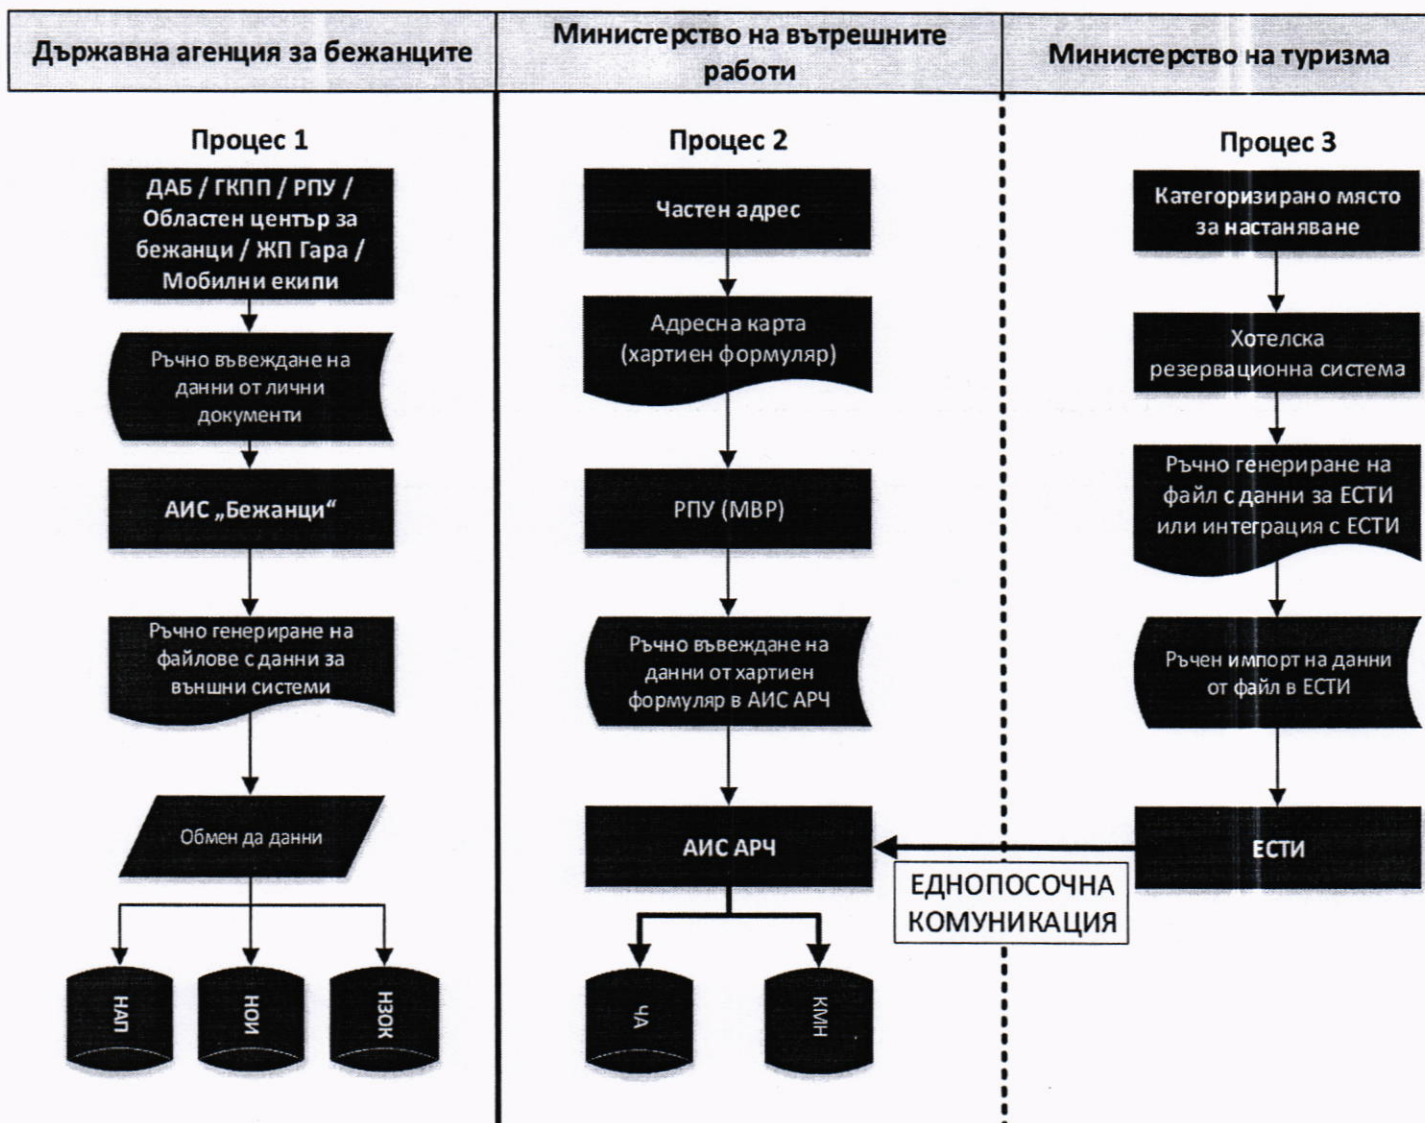 Държавна агенция за бежанците
Министерство на вътрешните
работи
Министерство на туризма
Процес 1
ДАБ / ГКПП / РПУ /
Областен център за
бежанци / ЖП Гара /
Мобилни екипи
Ръчно въвеждане на
данни от лични
документи
АИС „Бежанци“
Ръчно генериране на
файлове с данни за
външни системи
Обмен да данни
НАП
НОИ
НЗОК
Процес 2
Частен адрес
Адресна карта
(хартиен формуляр)
РПУ (МВР)
Ръчно въвеждане на
данни от хартиен
формуляр в АИС АРЧ
АИС АРЧ
ЧА
КМН
Процес 3
Категоризирано място
за настаняване
Хотелска
резервационна система
Ръчно генериране на
файл с данни за ЕСТИ
или интеграция с ЕСТИ
Ръчен импорт на данни
от файл в ЕСТИ
ЕСТИ
ЕДНОПОСОЧНА
КОМУНИКАЦИЯ